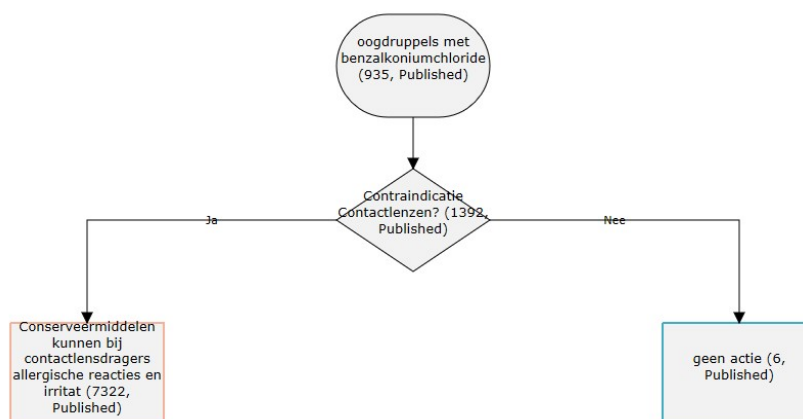 oogdruppels met
benzalkoniumchloride
(935, Published)
Contraindicatie
Contactlenzen? (1392,
Published)
Ja
Nee
Conserveermiddelen
kunnen bij
contactlensdragers
allergische reacties en
irritat (7322,
Published)
geen actie (6,
Published)